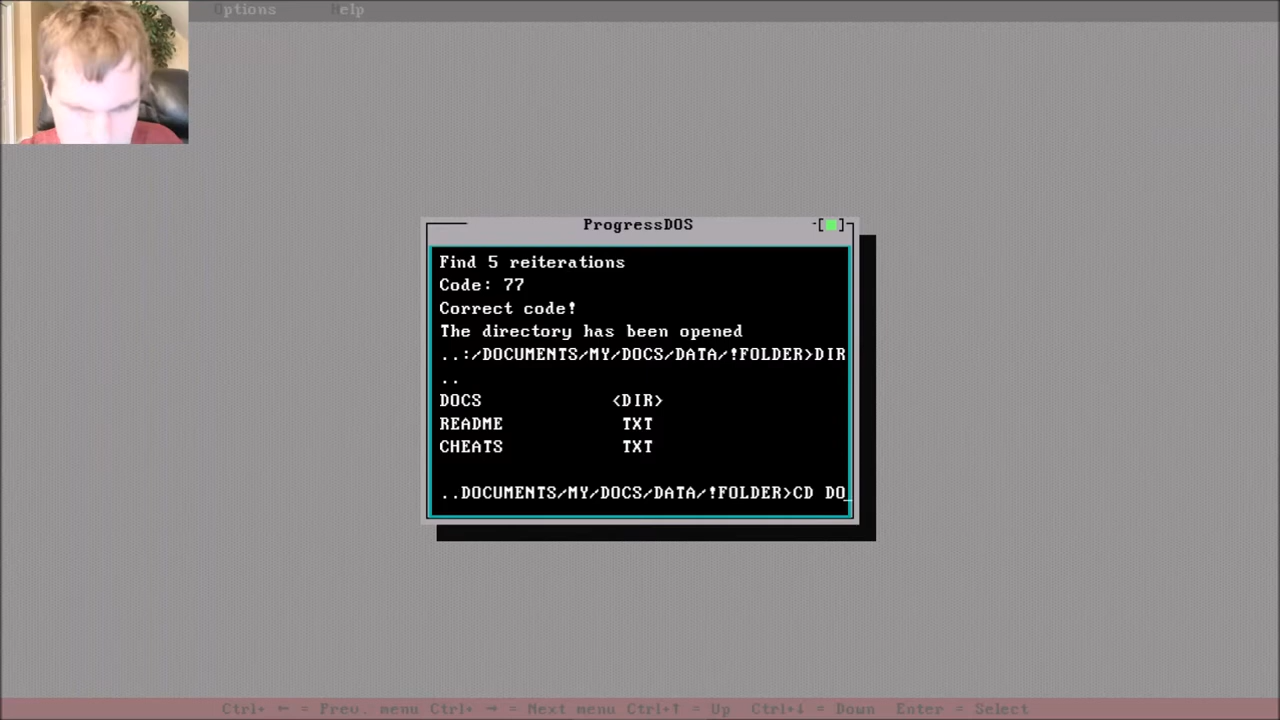 Options Help
ProgressDOS
Find 5 reiterations
Code: 77
Correct code!
The directory has been opened
..:/DOCUMENTS/MY/DOCS/DATA/!FOLDER>DIR
..
DOCS <DIR>
README TXT
CHEATS TXT
..DOCUMENTS/MY/DOCS/DATA/!FOLDER>CD DO_
Ctrl+ ← = Prev. menu Ctrl+ → = Next menu Ctrl+↑ = Up Ctrl+↓ = Down Enter = Select